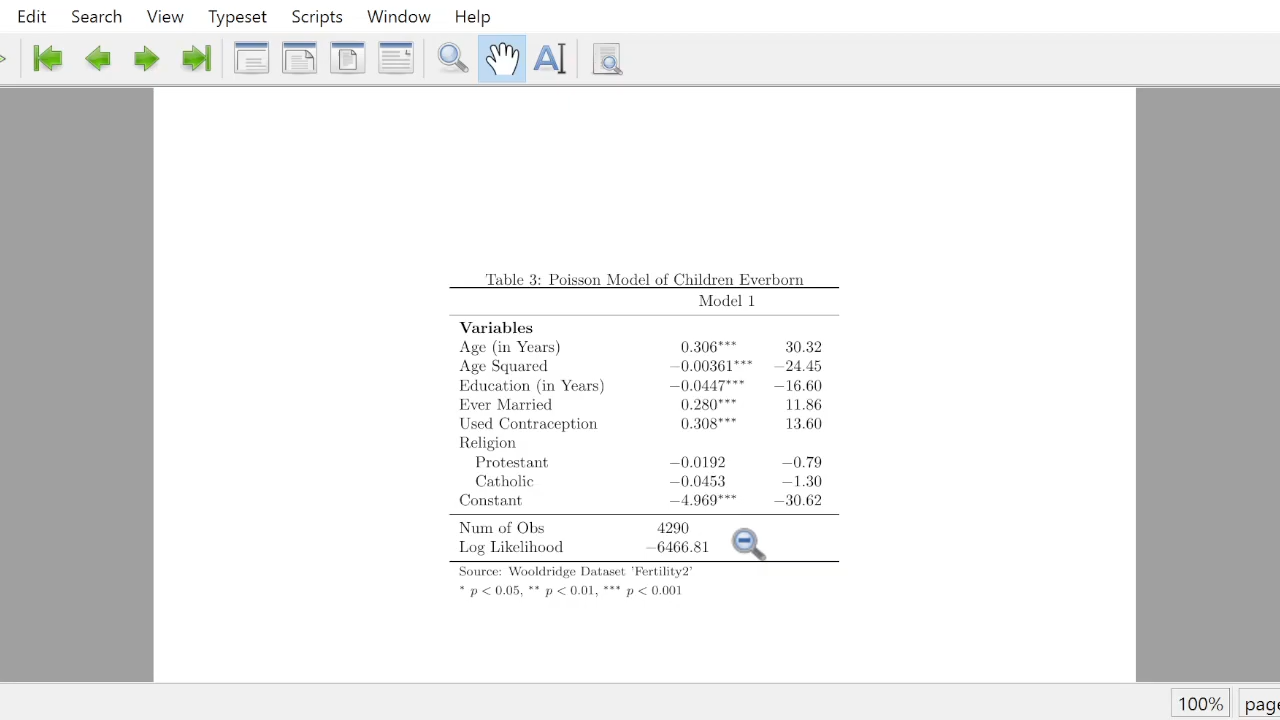 Edit Search View Typeset Scripts Window Help
Table 3: Poisson Model of Children Everborn
Model 1
Variables
Age (in Years) 0.306*** 30.32
Age Squared −0.00361*** −24.45
Education (in Years) −0.0447*** −16.60
Ever Married 0.280*** 11.86
Used Contraception 0.308*** 13.60
Religion
Protestant −0.0192 −0.79
Catholic −0.0453 −1.30
Constant −4.969*** −30.62
Num of Obs 4290
Log Likelihood −6466.81
Source: Wooldridge Dataset 'Fertility2'
* p < 0.05, ** p < 0.01, *** p < 0.001
100% page